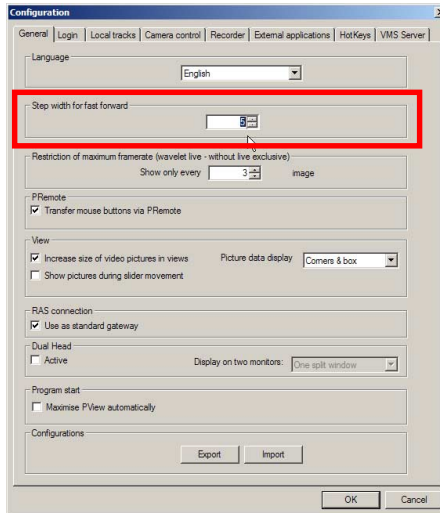 Configuration
General Login Local tracks Camera control Recorder External applications HotKeys VMS Server
Language
English
Step width for fast forward
5
Restriction of maximum framerate (wavelet live - without live exclusive)
Show only every 3 image
PRemote
Transfer mouse buttons via PRemote
View
Increase size of video pictures in views Picture data display Corners & box
Show pictures during slider movement
RAS connection
Use as standard gateway
Dual Head
Active Display on two monitors: One split window
Program start
Maximise PView automatically
Configurations
Export Import
OK Cancel